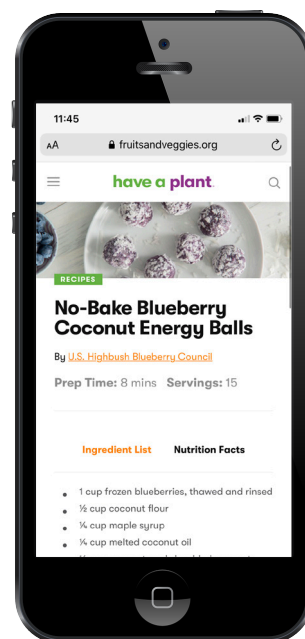 11:45
AA fruitsandveggies.org
have a plant.
RECIPES
No-Bake Blueberry
Coconut Energy Balls
By U.S. Highbush Blueberry Council
Prep Time: 8 mins Servings: 15
Ingredient List Nutrition Facts
1 cup frozen blueberries, thawed and rinsed
½ cup coconut flour
¼ cup maple syrup
¼ cup melted coconut oil